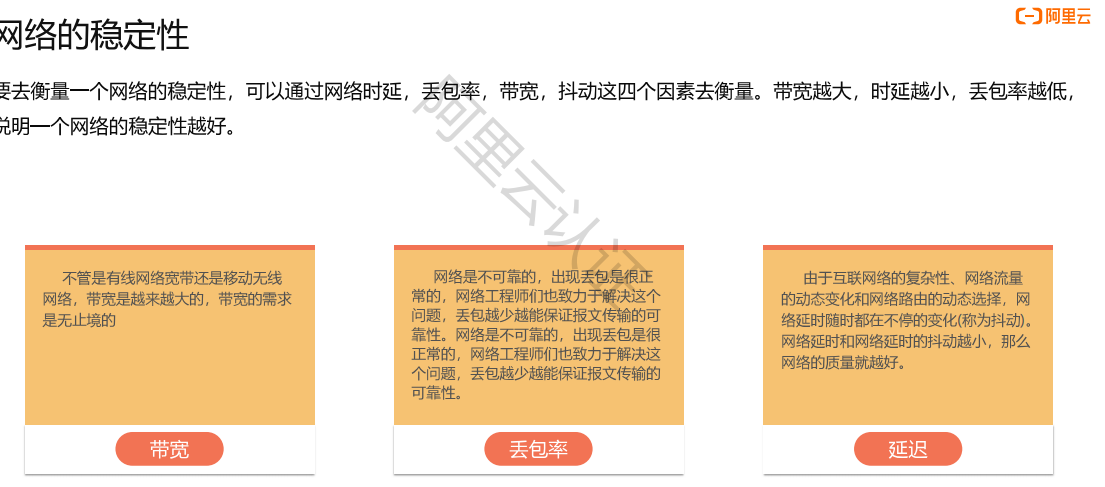 阿里云
网络的稳定性
要去衡量一个网络的稳定性，可以通过网络时延，丢包率，带宽，抖动这四个因素去衡量。带宽越大，时延越小，丢包率越低，
说明一个网络的稳定性越好。
阿里云认证
不管是有线网络宽带还是移动无线
网络，带宽是越来越大的，带宽的需求
是无止境的
带宽
网络是不可靠的，出现丢包是很正
常的，网络工程师们也致力于解决这个
问题，丢包越少越能保证报文传输的可
靠性。网络是不可靠的，出现丢包是很
正常的，网络工程师们也致力于解决这
个问题，丢包越少越能保证报文传输的
可靠性。
丢包率
由于互联网络的复杂性、网络流量
的动态变化和网络路由的动态选择，网
络延时随时都在不停的变化(称为抖动)。
网络延时和网络延时的抖动越小，那么
网络的质量就越好。
延迟